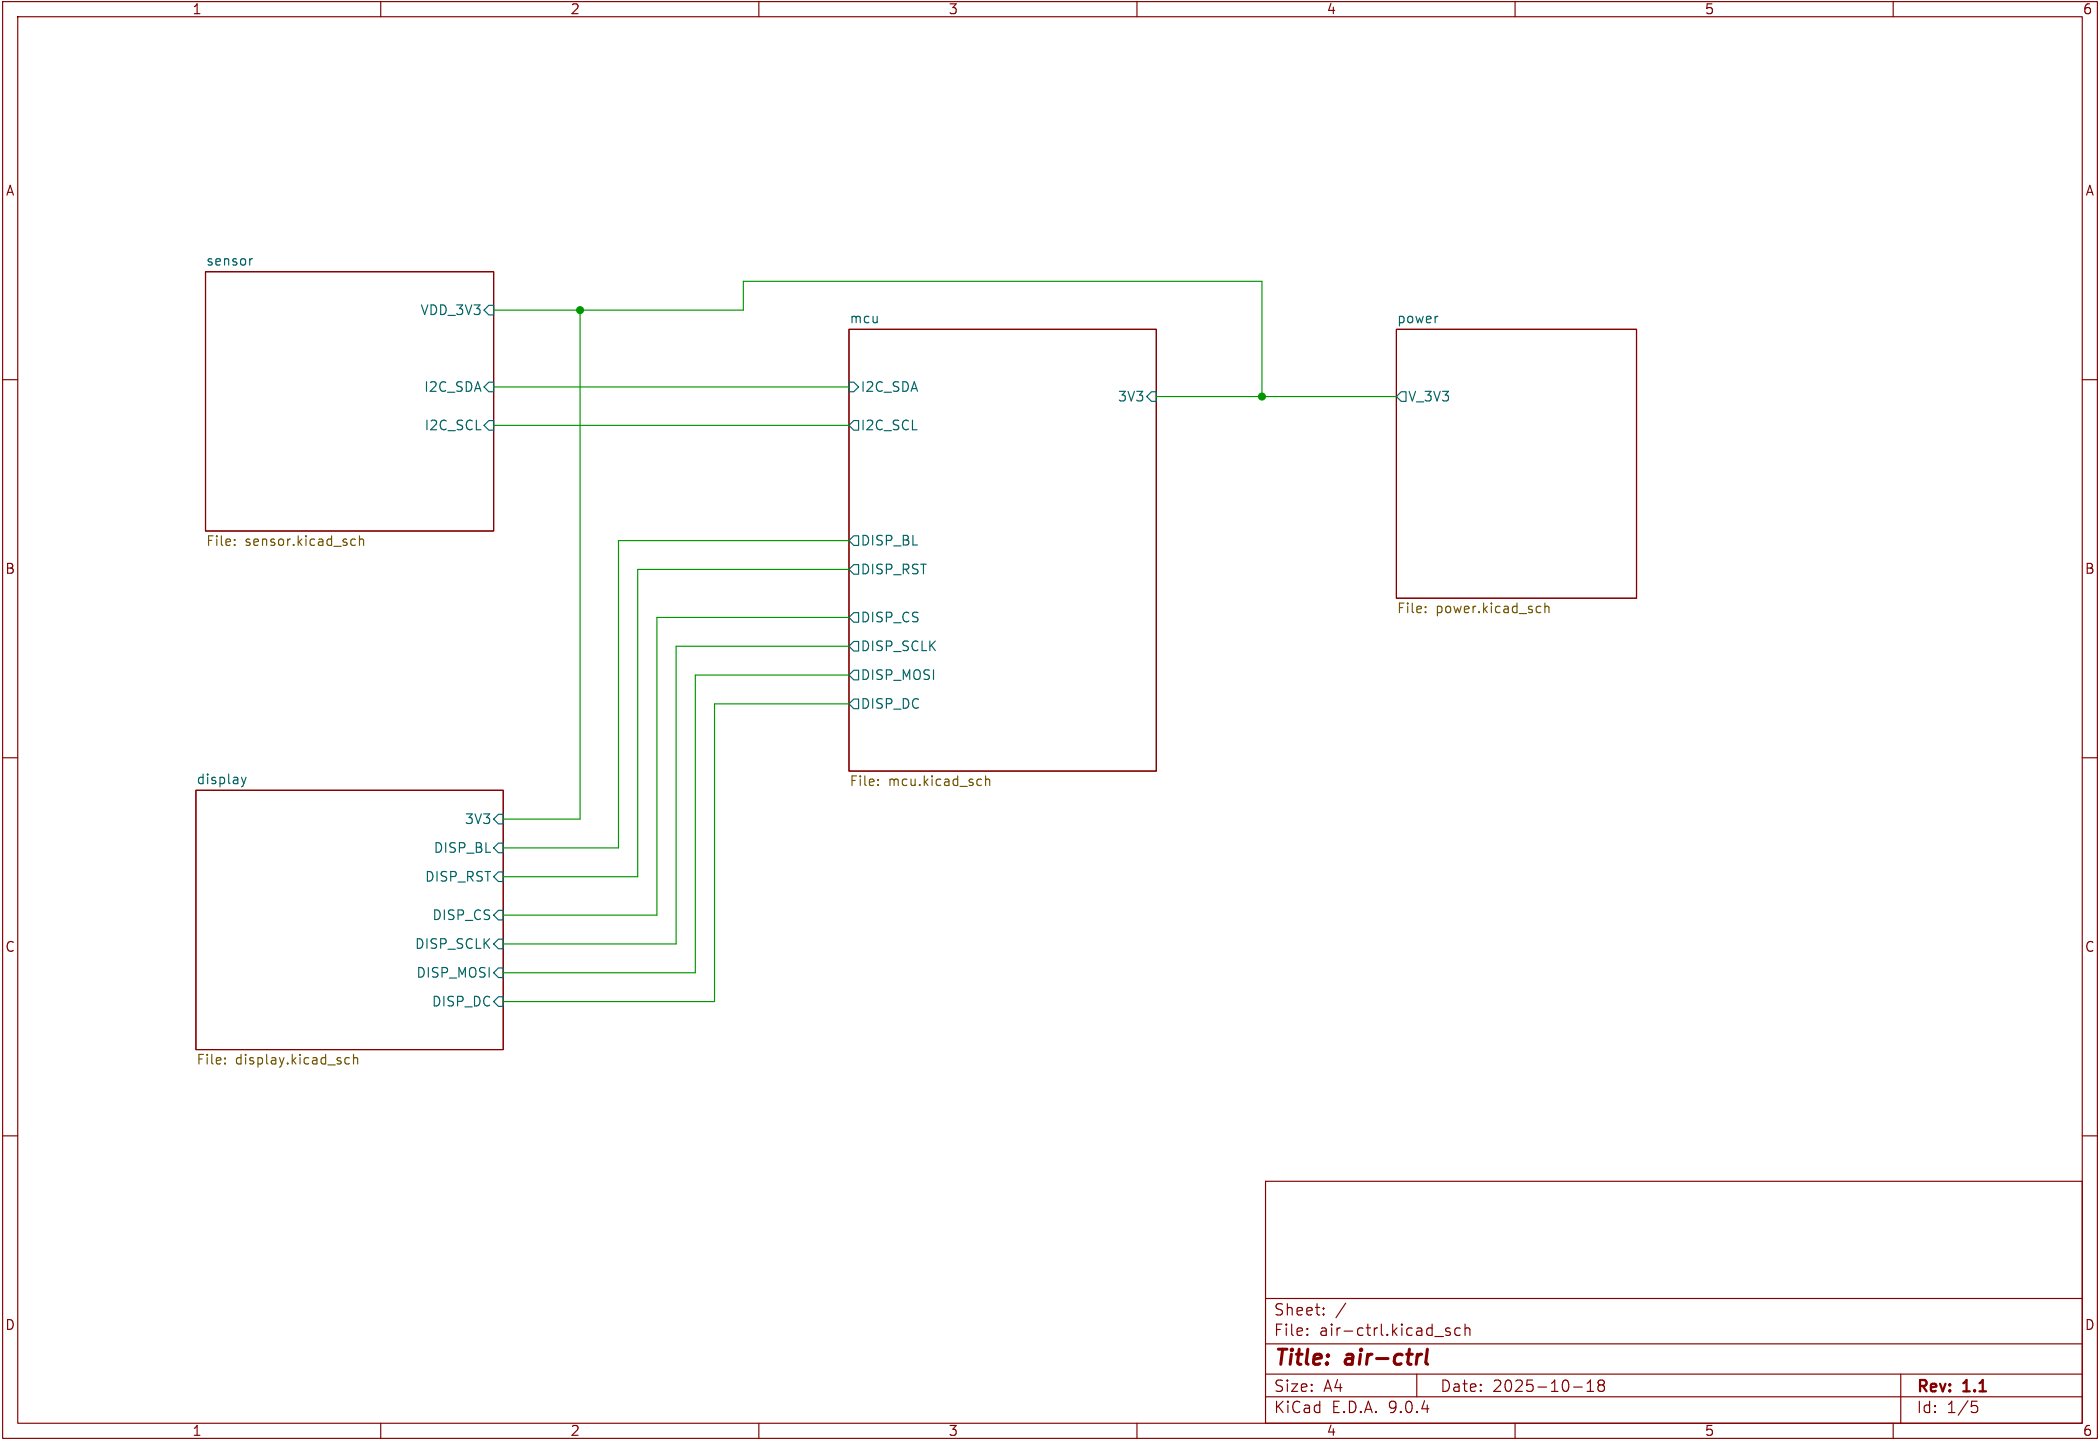 1 2 3 4 5 6
A A
sensor
VDD_3V3
I2C_SDA
I2C_SCL
File: sensor.kicad_sch
mcu
I2C_SDA
3V3
I2C_SCL
DISP_BL
DISP_RST
DISP_CS
DISP_SCLK
DISP_MOSI
DISP_DC
File: mcu.kicad_sch
power
V_3V3
File: power.kicad_sch
B B
display
3V3
DISP_BL
DISP_RST
DISP_CS
DISP_SCLK
DISP_MOSI
DISP_DC
File: display.kicad_sch
C C
D D
Sheet: /
File: air-ctrl.kicad_sch
Title: air-ctrl
Size: A4 Date: 2025-10-18 Rev: 1.1
KiCad E.D.A. 9.0.4 Id: 1/5
1 2 3 4 5 6